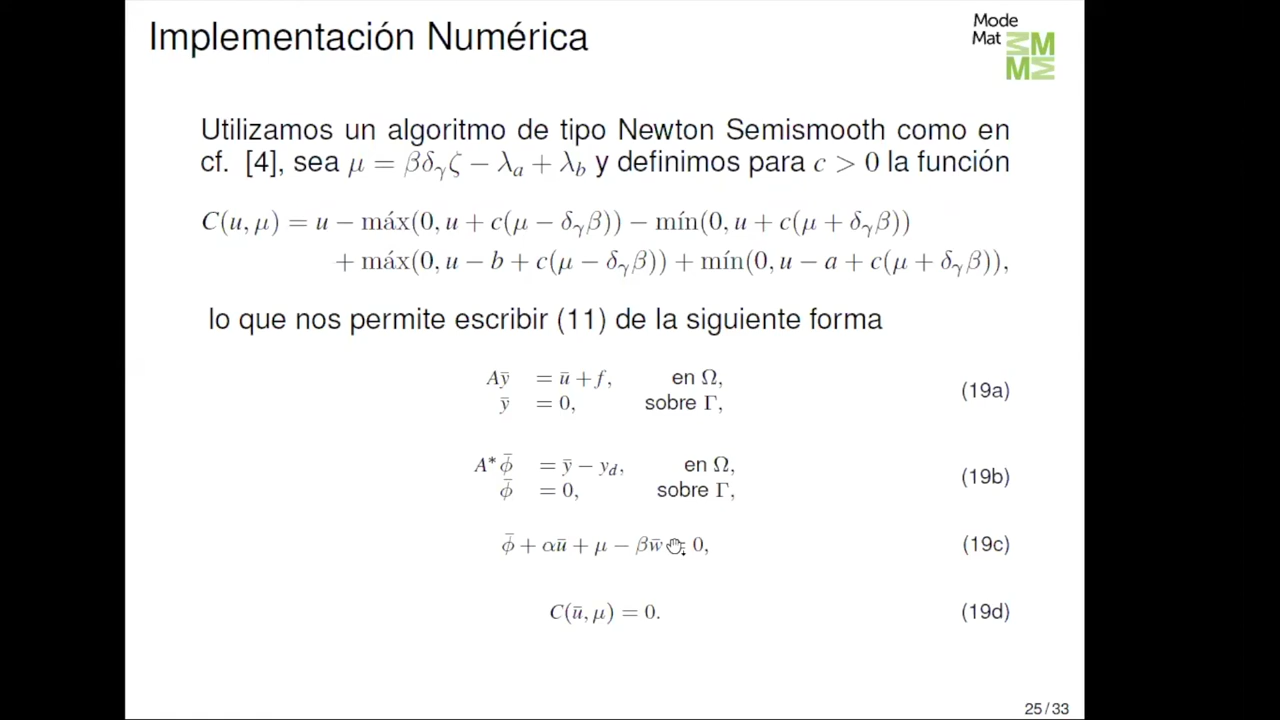 Implementación Numérica
Mode
Mat
M
M
Utilizamos un algoritmo de tipo Newton Semismooth como en
cf. [4], sea μ = βδ_γζ − λ_a + λ_b y definimos para c > 0 la función
C(u, μ) = u − máx(0, u + c(μ − δ_γβ)) − mín(0, u + c(μ + δ_γβ))
+ máx(0, u − b + c(μ − δ_γβ)) + mín(0, u − a + c(μ + δ_γβ)),
lo que nos permite escribir (11) de la siguiente forma
Aȳ = ū + f, en Ω,
ȳ = 0, sobre Γ,
(19a)
A* ϕ̄ = ȳ − y_d, en Ω,
ϕ̄ = 0, sobre Γ,
(19b)
ϕ̄ + αū + μ − βw̄ = 0, (19c)
C(ū, μ) = 0. (19d)
25 / 33